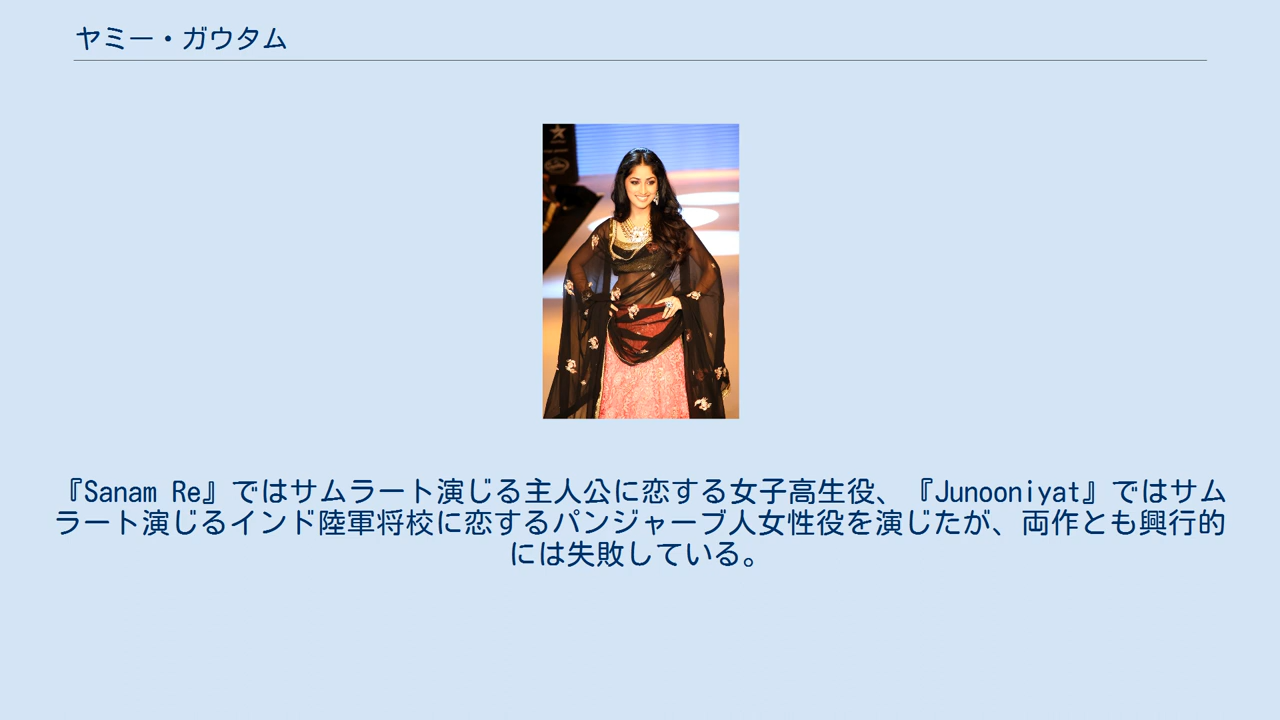 ヤミー・ガウタム
『Sanam Re』ではサムラート演じる主人公に恋する女子高生役、『Junooniyat』ではサム
ラート演じるインド陸軍将校に恋するパンジャーブ人女性役を演じたが、両作とも興行的
には失敗している。